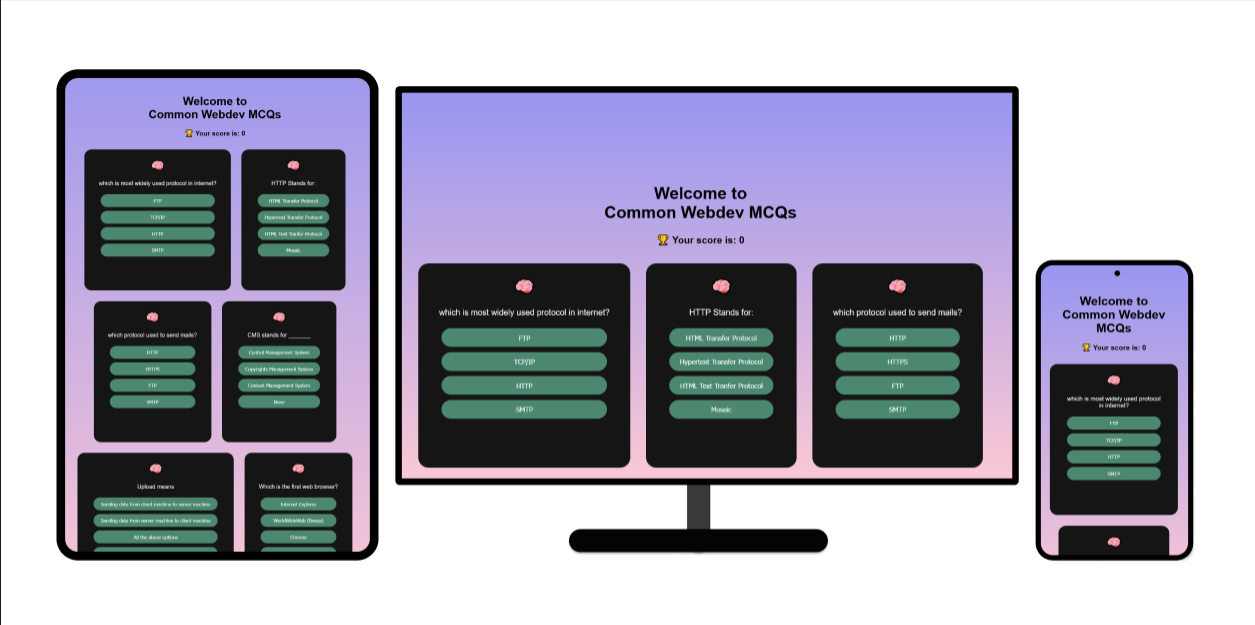 Welcome to
Common Webdev MCQs
🏆 Your score is: 0
which is most widely used protocol in internet?
FTP
TCP/IP
HTTP
SMTP
HTTP Stands for:
HTML Transfer Protocol
Hypertext Transfer Protocol
HTML Text Tranfer Protocol
Mosaic
which protocol used to send mails?
HTTP
HTTPS
FTP
SMTP
CMS stands for ________
Control Management System
Copyrights Management System
Content Management System
None
Upload means
Sending data from client machine to server machine
Sending data from server machine to client machine
All the above options
Which is the first web browser?
Internet Explorer
WorldWideWeb (Nexus)
Chrome
Welcome to
Common Webdev MCQs
🏆 Your score is: 0
which is most widely used protocol in internet?
FTP
TCP/IP
HTTP
SMTP
HTTP Stands for:
HTML Transfer Protocol
Hypertext Transfer Protocol
HTML Text Tranfer Protocol
Mosaic
which protocol used to send mails?
HTTP
HTTPS
FTP
SMTP
Welcome to
Common Webdev
MCQs
🏆 Your score is: 0
which is most widely used protocol
in internet?
FTP
TCP/IP
HTTP
SMTP